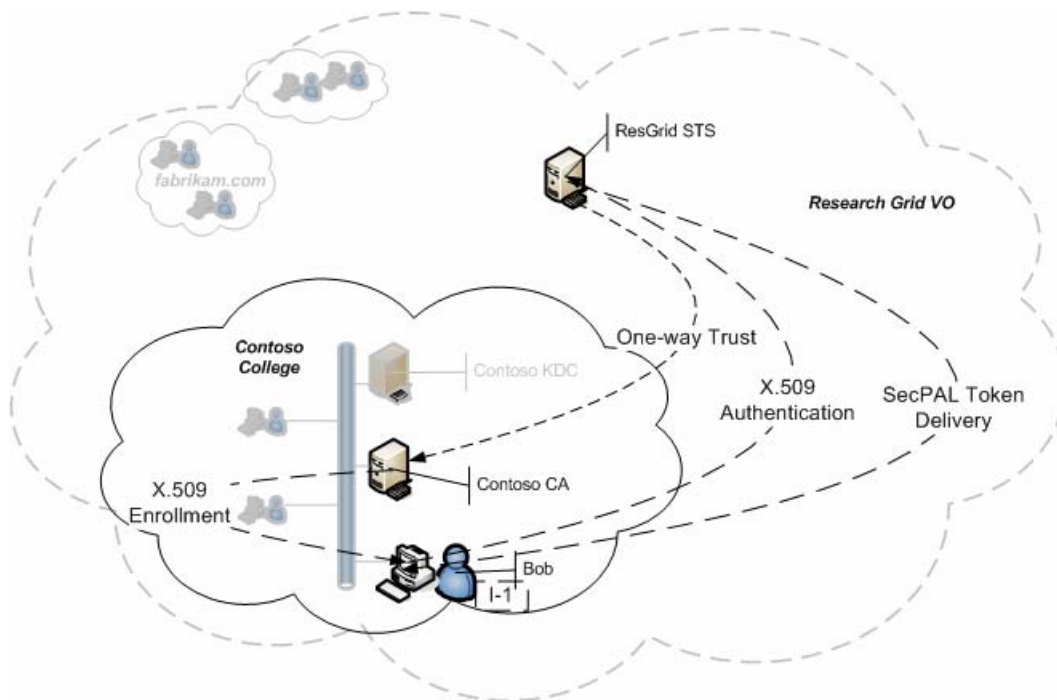 ResGrid STS
fabrikam.com
Research Grid VO
Contoso
College
One-way Trust
Contoso KDC
X.509
Authentication
SecPAL Token
Delivery
X.509
Enrollment
Contoso CA
Bob
I-1